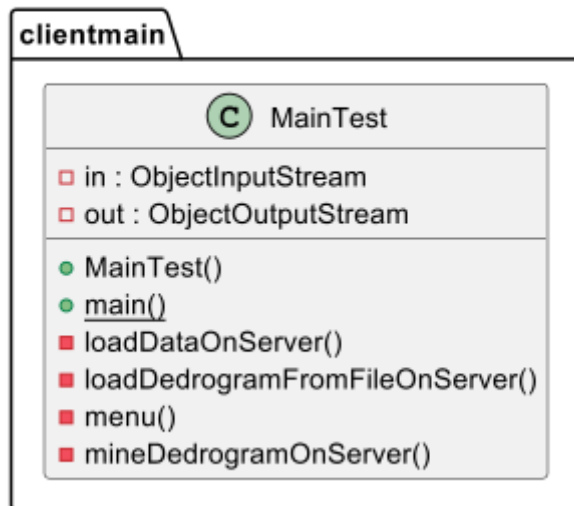 clientmain
C MainTest
in : ObjectInputStream
out : ObjectOutputStream
MainTest()
main()
loadDataOnServer()
loadDedrogramFromFileOnServer()
menu()
mineDedrogramOnServer()